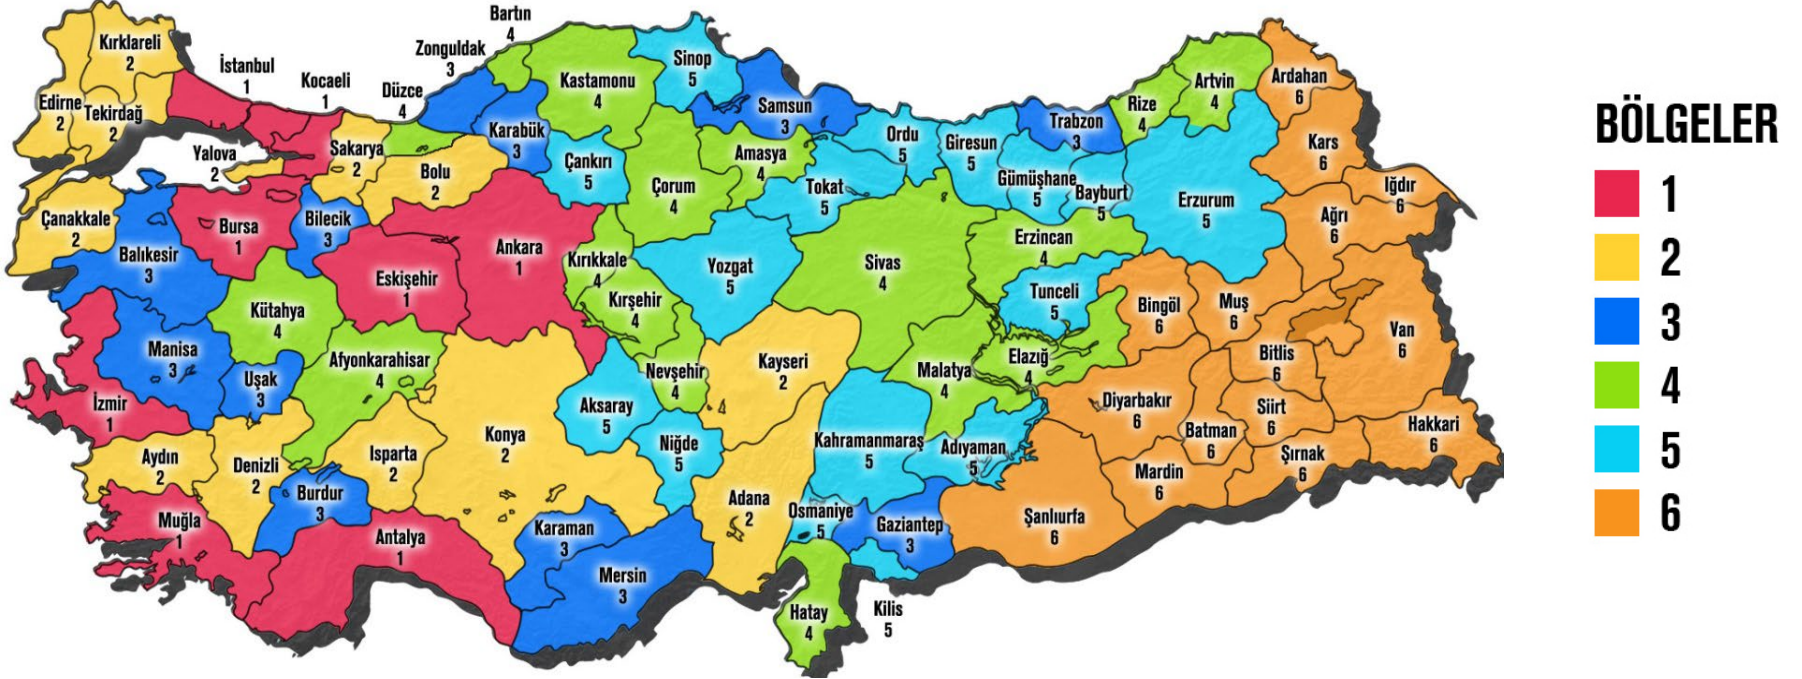 Bartın
4
Zonguldak
3
Kırklareli
2
İstanbul
1
Kocaeli
1
Düzce
4
Kastamonu
4
Sinop
5
Samsun
3
Artvin
4
Ardahan
6
Edirne
2
Tekirdağ
2
Karabük
3
Rize
4
Trabzon
3
Ordu
5
Giresun
5
Kars
6
Yalova
2
Sakarya
2
Bolu
2
Çankırı
5
Amasya
4
Çorum
4
Tokat
5
Gümüşhane
5
Bayburt
5
Erzurum
5
Iğdır
6
Çanakkale
2
Bursa
1
Bilecik
3
Ağrı
6
Balıkesir
3
Ankara
1
Erzincan
4
Eskişehir
1
Kırıkkale
4
Yozgat
5
Sivas
4
Kütahya
4
Kırşehir
4
Tunceli
5
Bingöl
6
Muş
6
Van
6
Manisa
3
Uşak
3
Afyonkarahisar
4
Nevşehir
4
Kayseri
2
Malatya
4
Elazığ
4
Bitlis
6
İzmir
1
Aksaray
5
Diyarbakır
6
Siirt
6
Batman
6
Hakkari
6
Aydın
2
Denizli
2
Isparta
2
Konya
2
Niğde
5
Kahramanmaraş
5
Adıyaman
5
Mardin
6
Şırnak
6
Burdur
3
Adana
2
Muğla
1
Antalya
1
Karaman
3
Mersin
3
Osmaniye
5
Gaziantep
3
Şanlıurfa
6
Hatay
4
Kilis
5
BÖLGELER
1
2
3
4
5
6